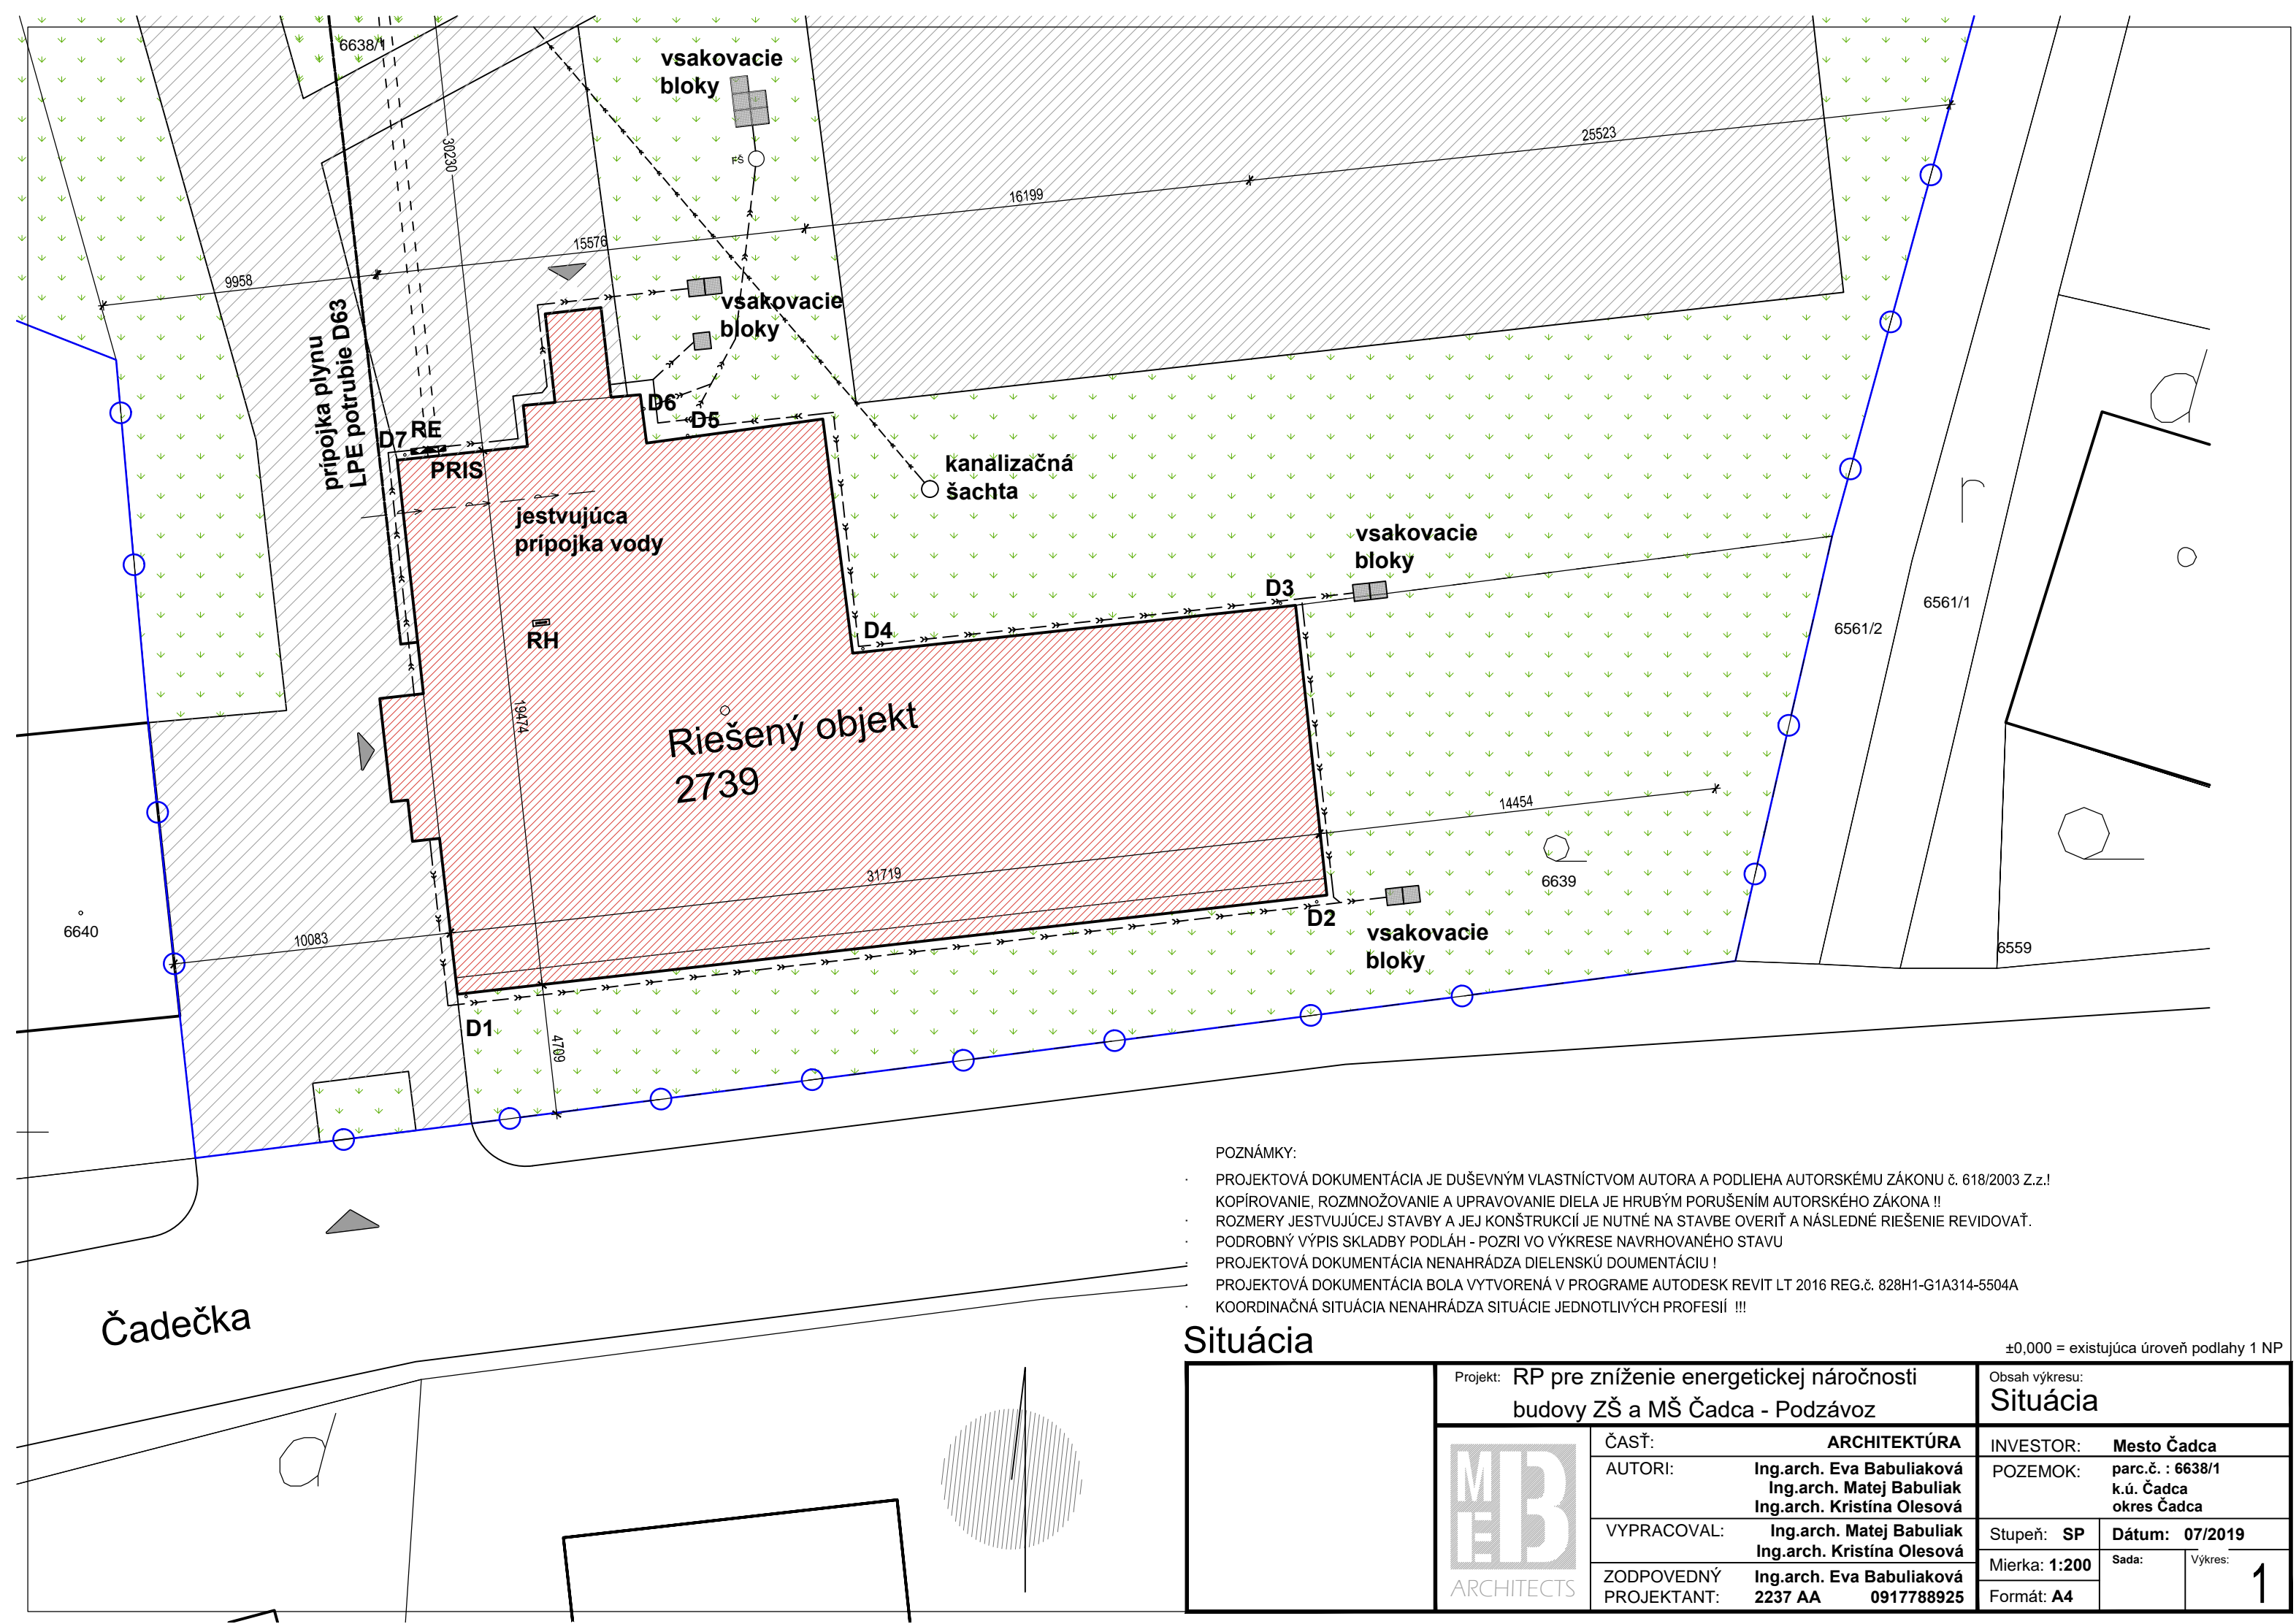 6638/1
vsakovacie
bloky
30230
25523
FŠ
16199
15576
9958
vsakovacie
bloky
prípojka plynu
LPE potrubie D63
D6
D5
D7
RE
PRIS
kanalizačná
šachta
jestvujúca
prípojka vody
vsakovacie
bloky
D3
D4
RH
6561/1
6561/2
19474
Riešený objekt
2739
14454
31719
6639
6640
10083
D2
vsakovacie
bloky
6559
D1
4709
Čadečka
POZNÁMKY:
· PROJEKTOVÁ DOKUMENTÁCIA JE DUŠEVNÝM VLASTNÍCTVOM AUTORA A PODLIEHA AUTORSKÉMU ZÁKONU č. 618/2003 Z.z.!
KOPÍROVANIE, ROZMNOŽOVANIE A UPRAVOVANIE DIELA JE HRUBÝM PORUŠENÍM AUTORSKÉHO ZÁKONA !!
· ROZMERY JESTVUJÚCEJ STAVBY A JEJ KONŠTRUKCIÍ JE NUTNÉ NA STAVBE OVERIŤ A NÁSLEDNÉ RIEŠENIE REVIDOVAŤ.
· PODROBNÝ VÝPIS SKLADBY PODLÁH - POZRI VO VÝKRESE NAVRHOVANÉHO STAVU
· PROJEKTOVÁ DOKUMENTÁCIA NENAHRÁDZA DIELENSKÚ DOUMENTÁCIU !
· PROJEKTOVÁ DOKUMENTÁCIA BOLA VYTVORENÁ V PROGRAME AUTODESK REVIT LT 2016 REG.č. 828H1-G1A314-5504A
· KOORDINAČNÁ SITUÁCIA NENAHRÁDZA SITUÁCIE JEDNOTLIVÝCH PROFESIÍ !!!
Situácia
±0,000 = existujúca úroveň podlahy 1 NP
Projekt: RP pre zníženie energetickej náročnosti
budovy ZŠ a MŠ Čadca - Podzávoz
Obsah výkresu:
Situácia
MBE
ARCHITECTS
ČASŤ: ARCHITEKTÚRA
AUTORI: Ing.arch. Eva Babuliaková
Ing.arch. Matej Babuliak
Ing.arch. Kristína Olesová
VYPRACOVAL: Ing.arch. Matej Babuliak
Ing.arch. Kristína Olesová
ZODPOVEDNÝ Ing.arch. Eva Babuliaková
PROJEKTANT: 2237 AA 0917788925
INVESTOR: Mesto Čadca
POZEMOK: parc.č. : 6638/1
k.ú. Čadca
okres Čadca
Stupeň: SP Dátum: 07/2019
Mierka: 1:200 Sada: Výkres: 1
Formát: A4